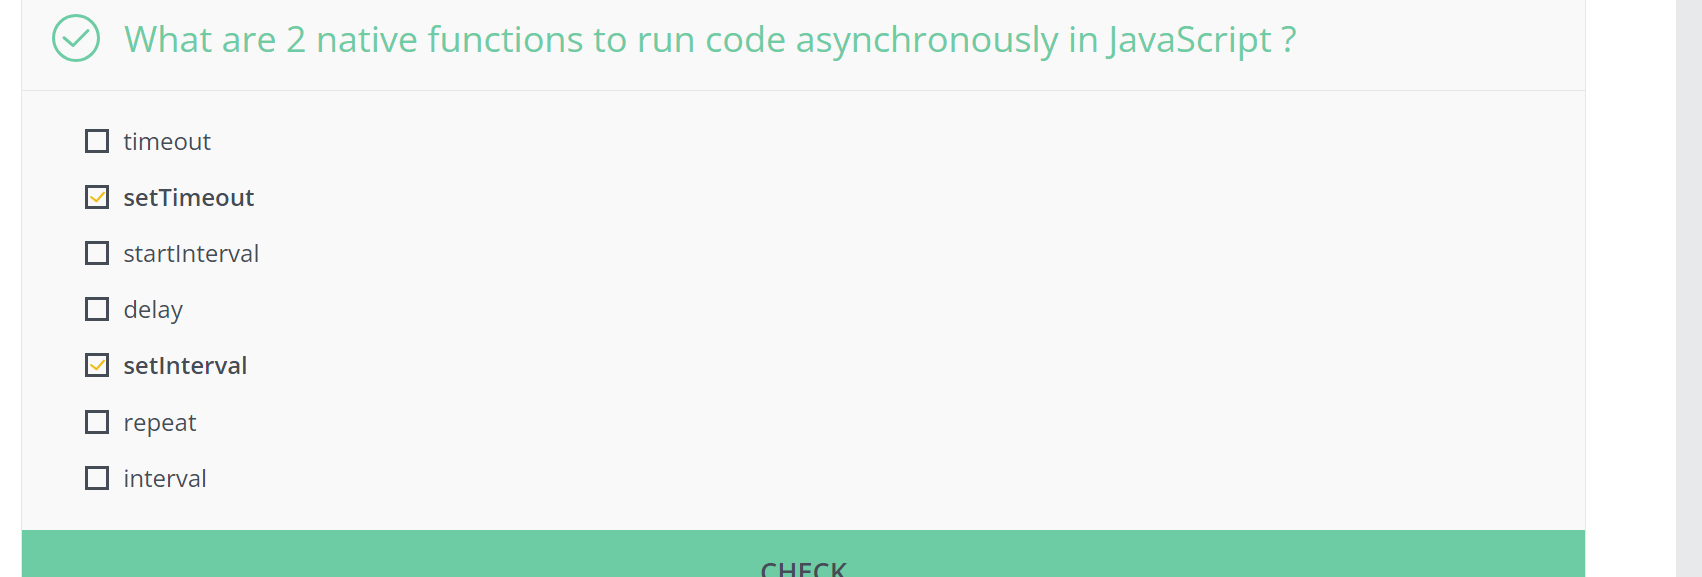 What are 2 native functions to run code asynchronously in JavaScript ?
timeout
setTimeout
startInterval
delay
setInterval
repeat
interval
CHECK